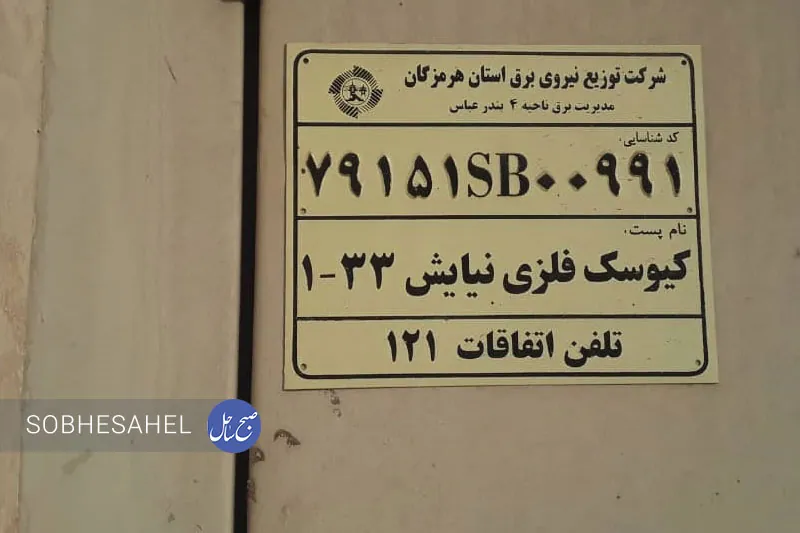 شرکت توزیع نیروی برق استان هرمزگان
مدیریت برق ناحیه ۴ بندر عباس
کد شناسایی:
۷۹۱۵۱SB۰۰۹۹۱
نام پست:
کیوسک فلزی نیایش ۳۳-۱
تلفن اتفاقات ۱۲۱
SOBHESAHEL صبح ساحل